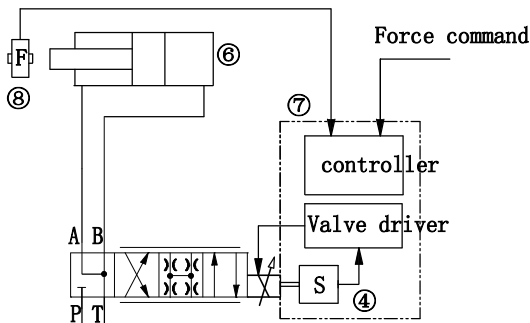 Force command
F
⑥
⑧
⑦
controller
Valve driver
A B
S
④
P T